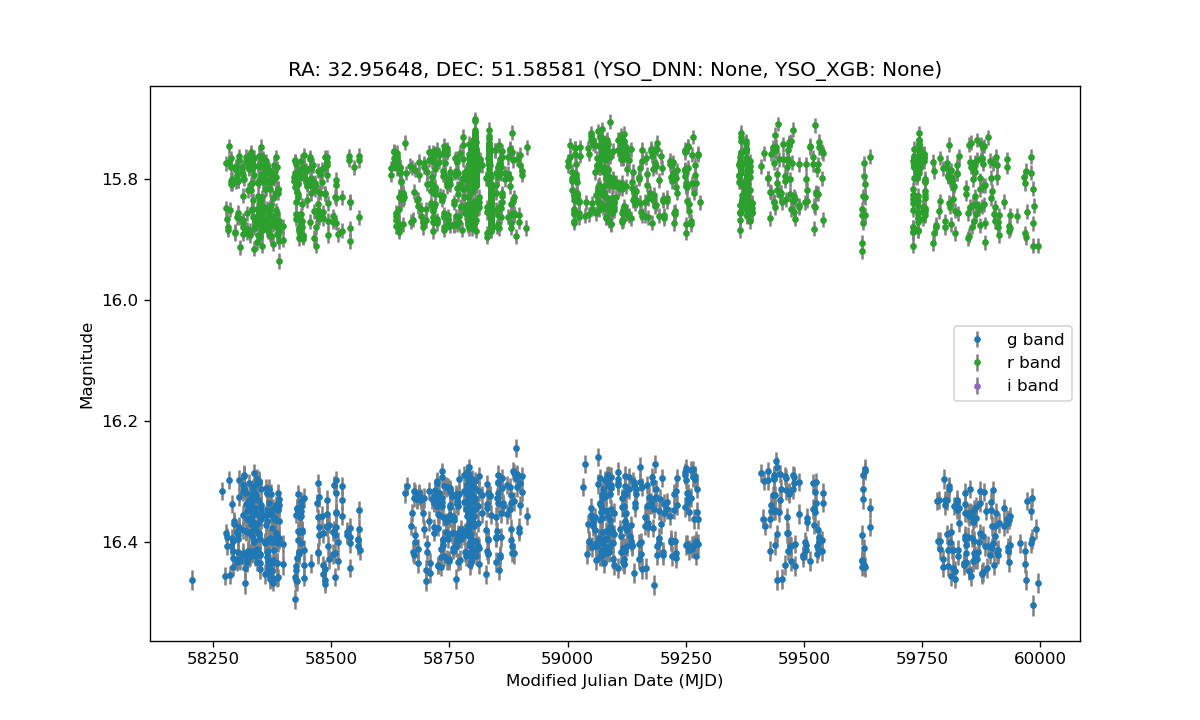 RA: 32.95648, DEC: 51.58581 (YSO_DNN: None, YSO_XGB: None)
15.8
16.0
16.2
16.4
Magnitude
g band
r band
i band
58250 58500 58750 59000 59250 59500 59750 60000
Modified Julian Date (MJD)